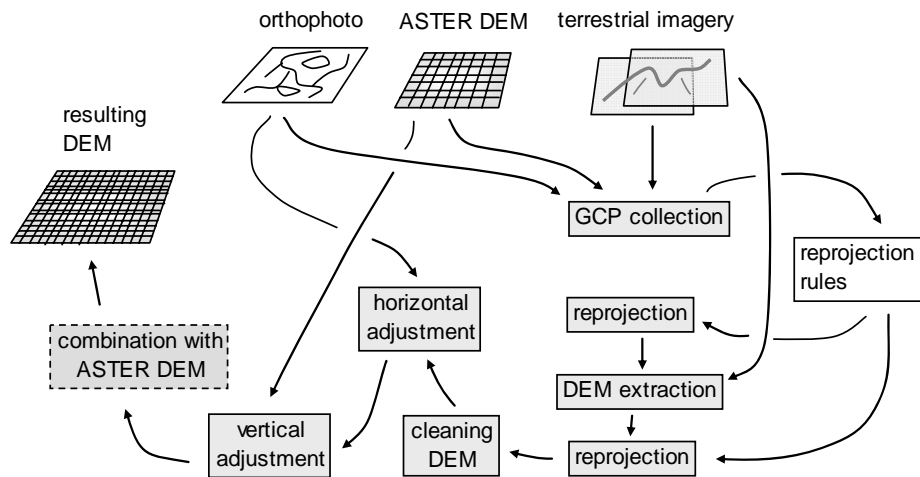 orthophoto
ASTER DEM
terrestrial imagery
resulting
DEM
GCP collection
reprojection
rules
horizontal
adjustment
reprojection
combination with
ASTER DEM
DEM extraction
vertical
adjustment
cleaning
DEM
reprojection